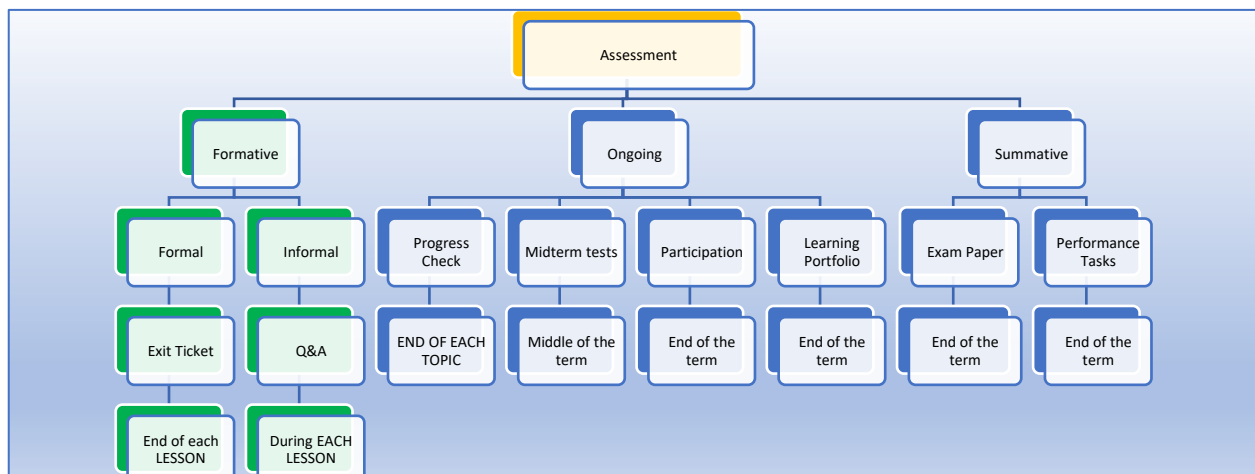 Assessment
Formative
Ongoing
Summative
Formal
Informal
Progress
Check
Midterm tests
Participation
Learning
Portfolio
Exam Paper
Performance
Tasks
Exit Ticket
Q&A
END OF EACH
TOPIC
Middle of the
term
End of the
term
End of the
term
End of the
term
End of the
term
End of each
LESSON
During EACH
LESSON